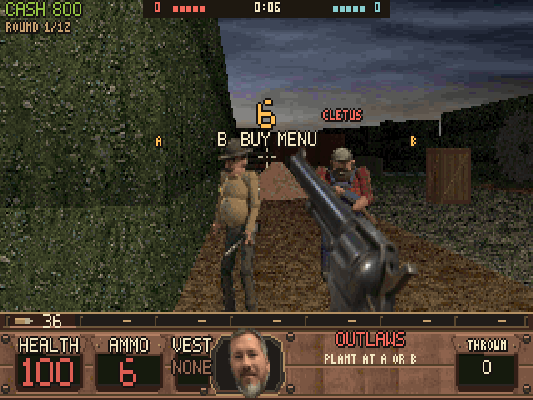 CASH 800
ROUND 1/12
0 0:06 0
6
CLETUS
A B BUY MENU B
36
HEALTH AMMO VEST OUTLAWS THROWN
100 6 NONE PLANT AT A OR B 0